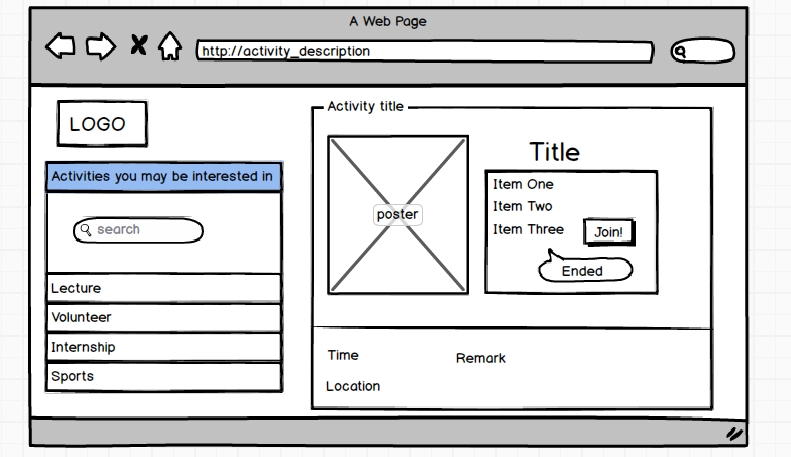 A Web Page
http://activity_description
LOGO
Activities you may be interested in
search
Lecture
Volunteer
Internship
Sports
Activity title
poster
Title
Item One
Item Two
Item Three
Join!
Ended
Time
Remark
Location